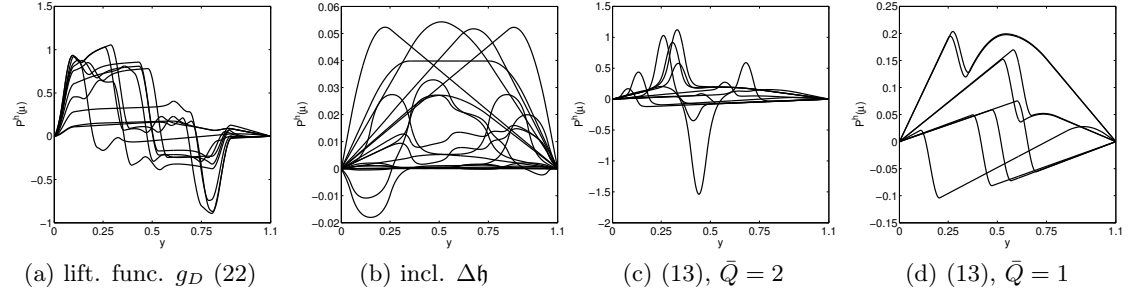 1.5
1
0.5
0
−0.5
−1
P^h(μ)
0 0.25 0.5 0.75 1.1
y
(a) lift. func. g_D (22)
0.06
0.05
0.04
0.03
0.02
0.01
0
−0.01
−0.02
P^h(μ)
0 0.25 0.5 0.75 1.1
y
(b) incl. Δ𝔥
1.5
1
0.5
0
−0.5
−1
−1.5
−2
P^h(μ)
0 0.25 0.5 0.75 1.1
y
(c) (13), Q̄ = 2
0.25
0.2
0.15
0.1
0.05
0
−0.05
−0.1
−0.15
P^h(μ)
0 0.25 0.5 0.75 1.1
y
(d) (13), Q̄ = 1